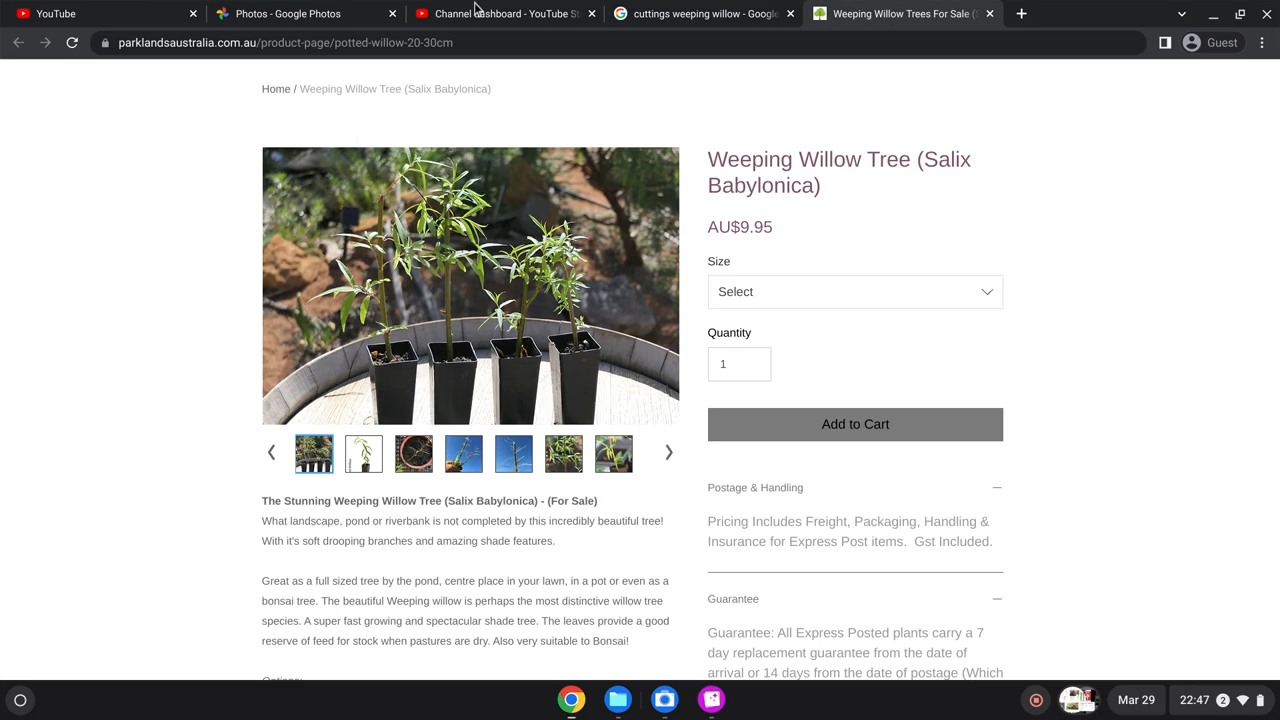 YouTube
Photos - Google Photos
Channel dashboard - YouTube St
cuttings weeping willow - Google
Weeping Willow Trees For Sale (S
parklandsaustralia.com.au/product-page/potted-willow-20-30cm
Guest
Home / Weeping Willow Tree (Salix Babylonica)
Weeping Willow Tree (Salix
Babylonica)
AU$9.95
Size
Select
Quantity
1
Add to Cart
Postage & Handling
Pricing Includes Freight, Packaging, Handling &
Insurance for Express Post items.  Gst Included.
Guarantee
Guarantee: All Express Posted plants carry a 7
day replacement guarantee from the date of
arrival or 14 days from the date of postage (Which
The Stunning Weeping Willow Tree (Salix Babylonica) - (For Sale)
What landscape, pond or riverbank is not completed by this incredibly beautiful tree!
With it's soft drooping branches and amazing shade features.
Great as a full sized tree by the pond, centre place in your lawn, in a pot or even as a
bonsai tree. The beautiful Weeping willow is perhaps the most distinctive willow tree
species. A super fast growing and spectacular shade tree. The leaves provide a good
reserve of feed for stock when pastures are dry. Also very suitable to Bonsai!
Options:
Mar 29
22:47
2